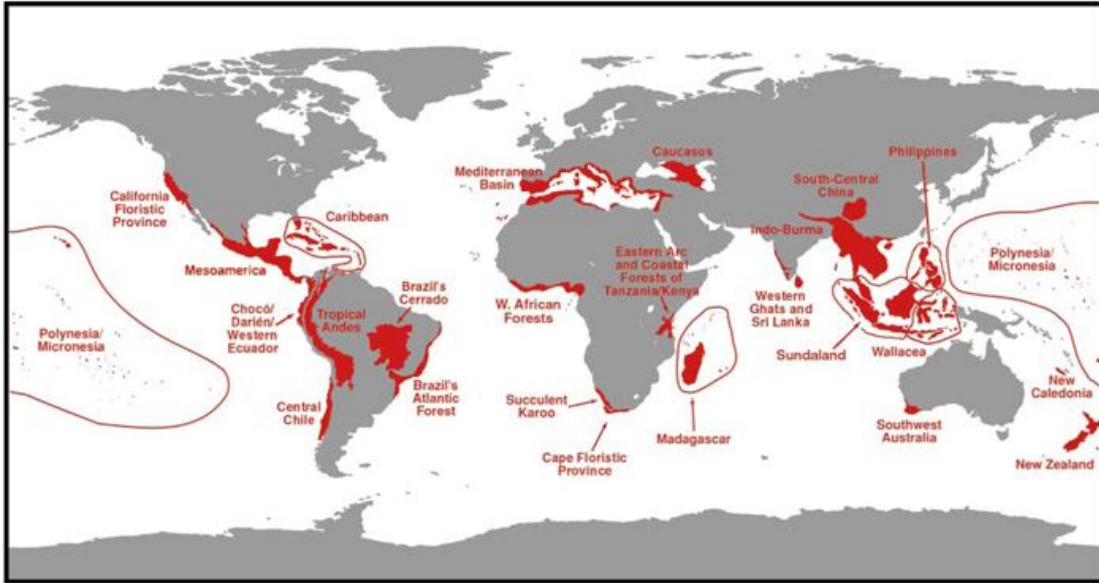 California
Floristic
Province
Caribbean
Mesoamerica
Polynesia/
Micronesia
Chocó/
Darién/
Western
Ecuador
Tropical
Andes
Brazil's
Cerrado
Central
Chile
Brazil's
Atlantic
Forest
Mediterranean
Basin
Caucasus
W. African
Forests
Eastern Arc
and Coastal
Forests of
Tanzania/Kenya
Succulent
Karoo
Cape Floristic
Province
Madagascar
Philippines
South-Central
China
Indo-Burma
Western
Ghats and
Sri Lanka
Sundaland
Wallacea
Polynesia/
Micronesia
New
Caledonia
Southwest
Australia
New Zealand